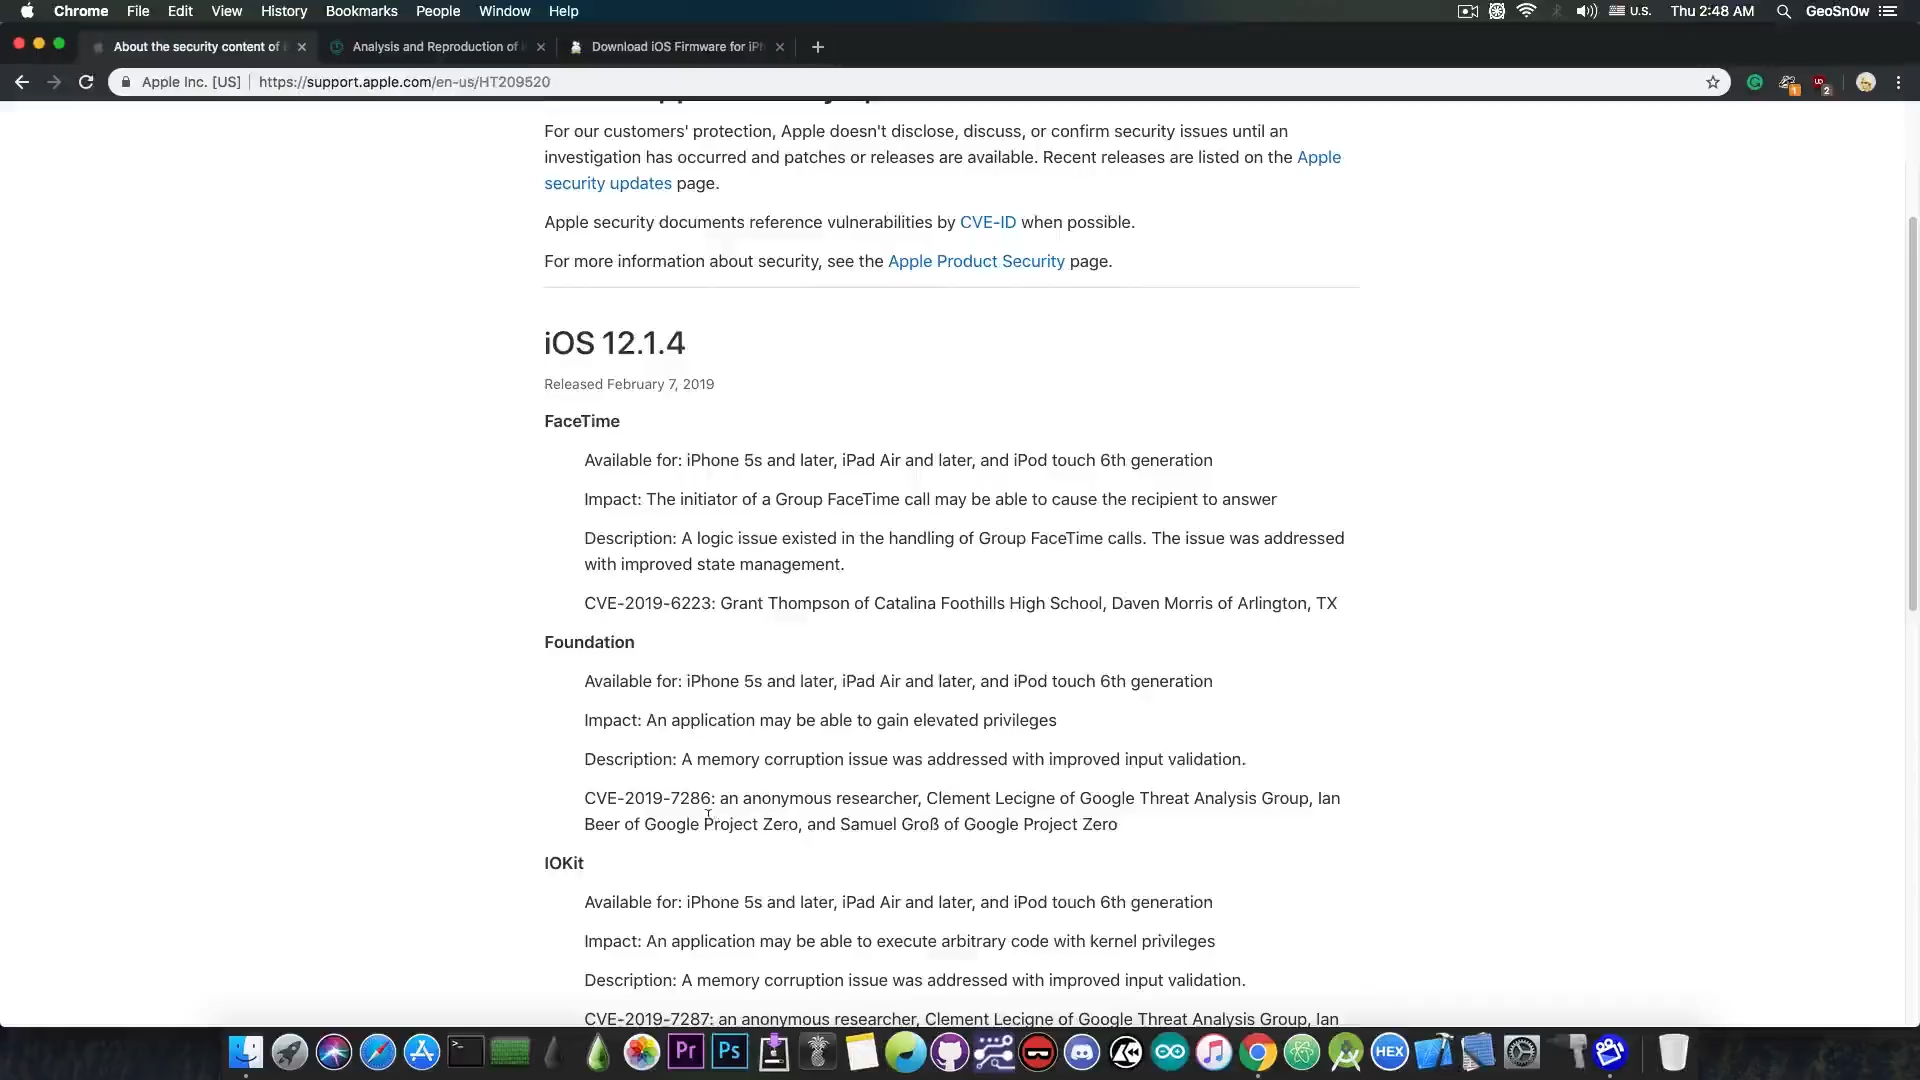 Chrome File Edit View History Bookmarks People Window Help U.S. Thu 2:48 AM GeoSn0w
About the security content of Analysis and Reproduction of Download iOS Firmware for iPh
Apple Inc. [US] https://support.apple.com/en-us/HT209520 1 2
For our customers' protection, Apple doesn't disclose, discuss, or confirm security issues until an
investigation has occurred and patches or releases are available. Recent releases are listed on the Apple
security updates page.
Apple security documents reference vulnerabilities by CVE-ID when possible.
For more information about security, see the Apple Product Security page.
iOS 12.1.4
Released February 7, 2019
FaceTime
Available for: iPhone 5s and later, iPad Air and later, and iPod touch 6th generation
Impact: The initiator of a Group FaceTime call may be able to cause the recipient to answer
Description: A logic issue existed in the handling of Group FaceTime calls. The issue was addressed
with improved state management.
CVE-2019-6223: Grant Thompson of Catalina Foothills High School, Daven Morris of Arlington, TX
Foundation
Available for: iPhone 5s and later, iPad Air and later, and iPod touch 6th generation
Impact: An application may be able to gain elevated privileges
Description: A memory corruption issue was addressed with improved input validation.
CVE-2019-7286: an anonymous researcher, Clement Lecigne of Google Threat Analysis Group, Ian
Beer of Google Project Zero, and Samuel Groß of Google Project Zero
IOKit
Available for: iPhone 5s and later, iPad Air and later, and iPod touch 6th generation
Impact: An application may be able to execute arbitrary code with kernel privileges
Description: A memory corruption issue was addressed with improved input validation.
CVE-2019-7287: an anonymous researcher, Clement Lecigne of Google Threat Analysis Group, Ian
Pr Ps HEX